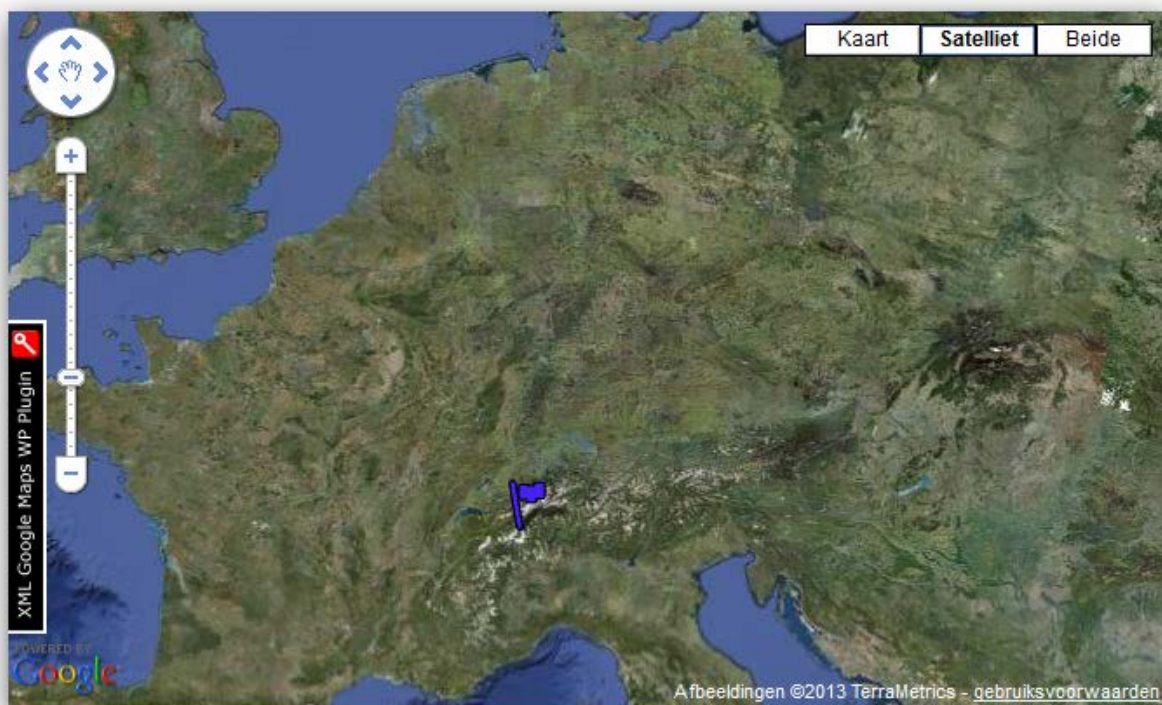 Kaart Satelliet Beide
XML Google Maps WP Plugin
POWERED BY
Google
Afbeeldingen ©2013 TerraMetrics - gebruiksvoorwaarden